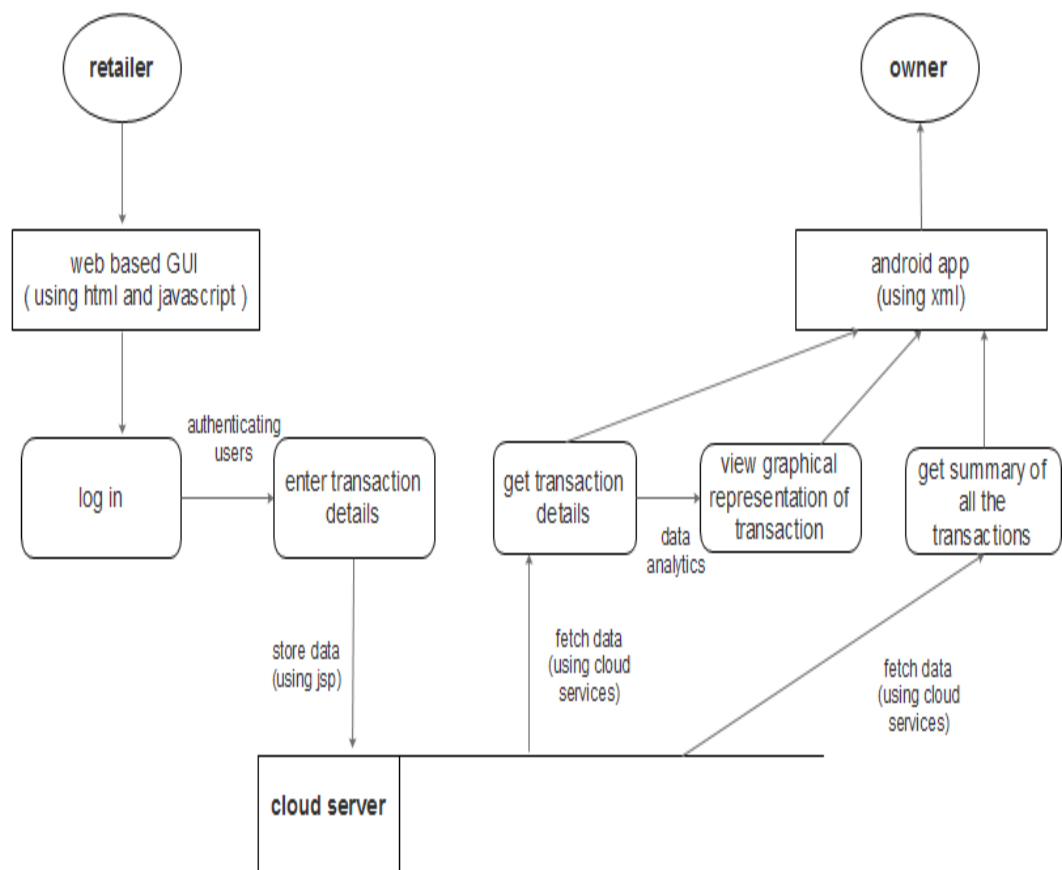 retailer
owner
web based GUI
( using html and javascript )
android app
(using xml)
authenticating
users
log in
enter transaction
details
get transaction
details
data
analytics
view graphical
representation of
transaction
get summary of
all the
transactions
store data
(using jsp)
fetch data
(using cloud
services)
fetch data
(using cloud
services)
cloud server